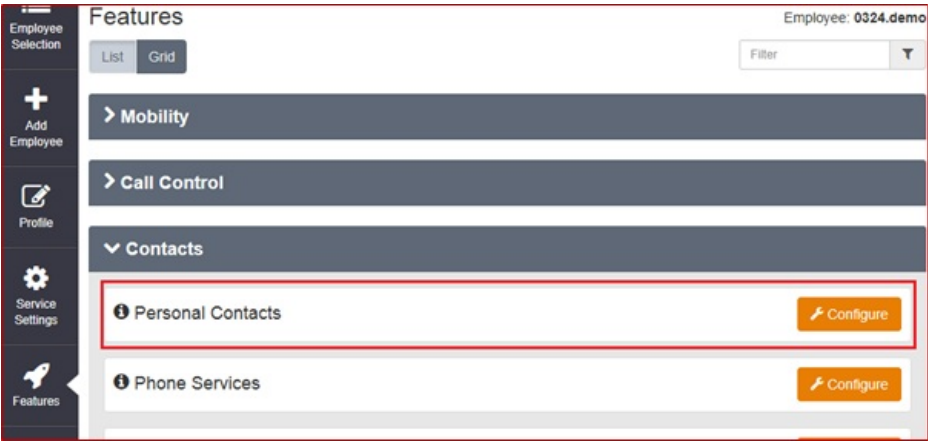 Employee
Selection
Add
Employee
Profile
Service
Settings
Features
Features
Employee: 0324.demo
List Grid
Filter
Mobility
Call Control
Contacts
Personal Contacts
Configure
Phone Services
Configure